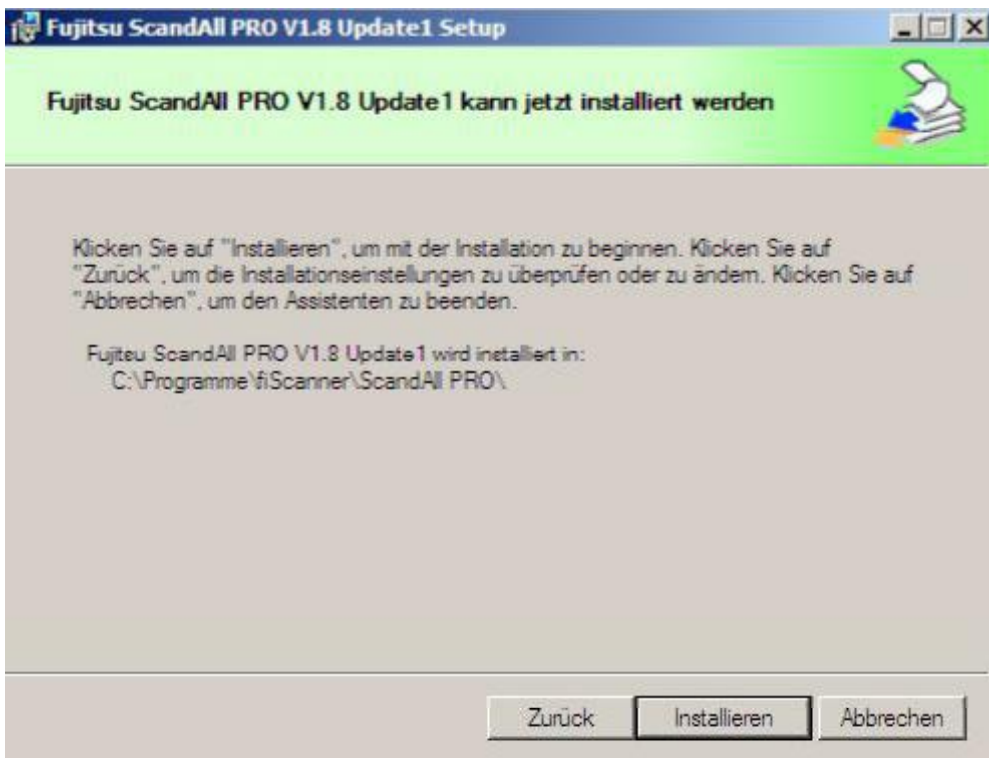 Fujitsu ScandAll PRO V1.8 Update1 Setup
Fujitsu ScandAll PRO V1.8 Update1 kann jetzt installiert werden
Klicken Sie auf "Installieren", um mit der Installation zu beginnen. Klicken Sie auf
"Zurück", um die Installationseinstellungen zu überprüfen oder zu ändern. Klicken Sie auf
"Abbrechen", um den Assistenten zu beenden.
Fujitsu ScandAll PRO V1.8 Update1 wird installiert in:
C:\Programme\fiScanner\ScandAll PRO\
Zurück Installieren Abbrechen